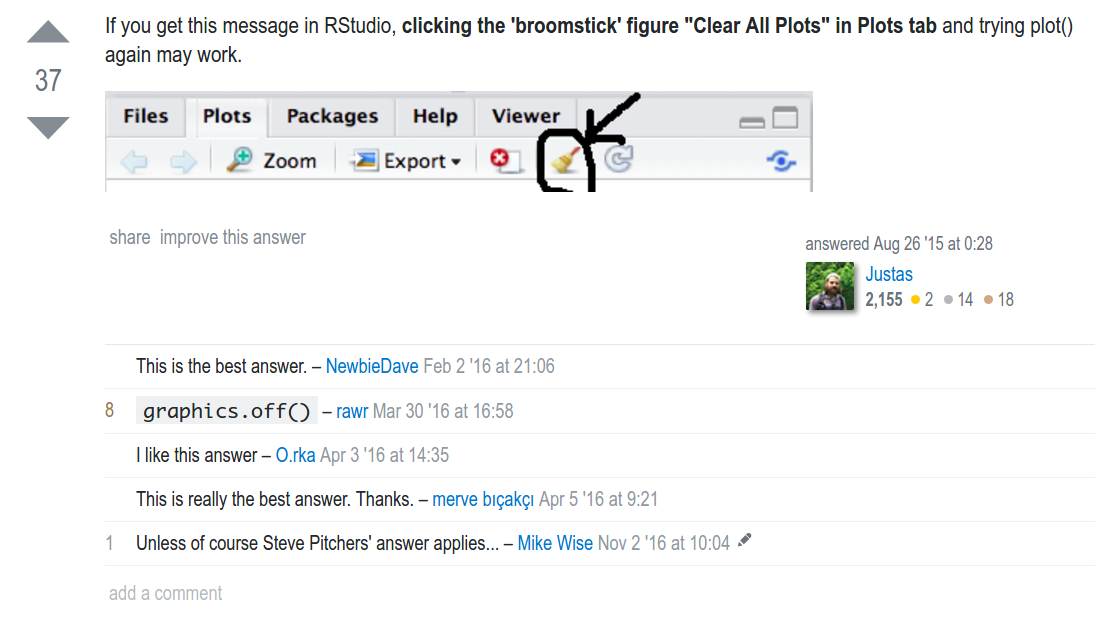 If you get this message in RStudio, clicking the 'broomstick' figure "Clear All Plots" in Plots tab and trying plot()
again may work.
37
Files Plots Packages Help Viewer
Zoom Export
share improve this answer
answered Aug 26 '15 at 0:28
Justas
2,155 2 14 18
This is the best answer. – NewbieDave Feb 2 '16 at 21:06
8 graphics.off() – rawr Mar 30 '16 at 16:58
I like this answer – O.rka Apr 3 '16 at 14:35
This is really the best answer. Thanks. – merve bıçakçı Apr 5 '16 at 9:21
1 Unless of course Steve Pitchers' answer applies... – Mike Wise Nov 2 '16 at 10:04
add a comment